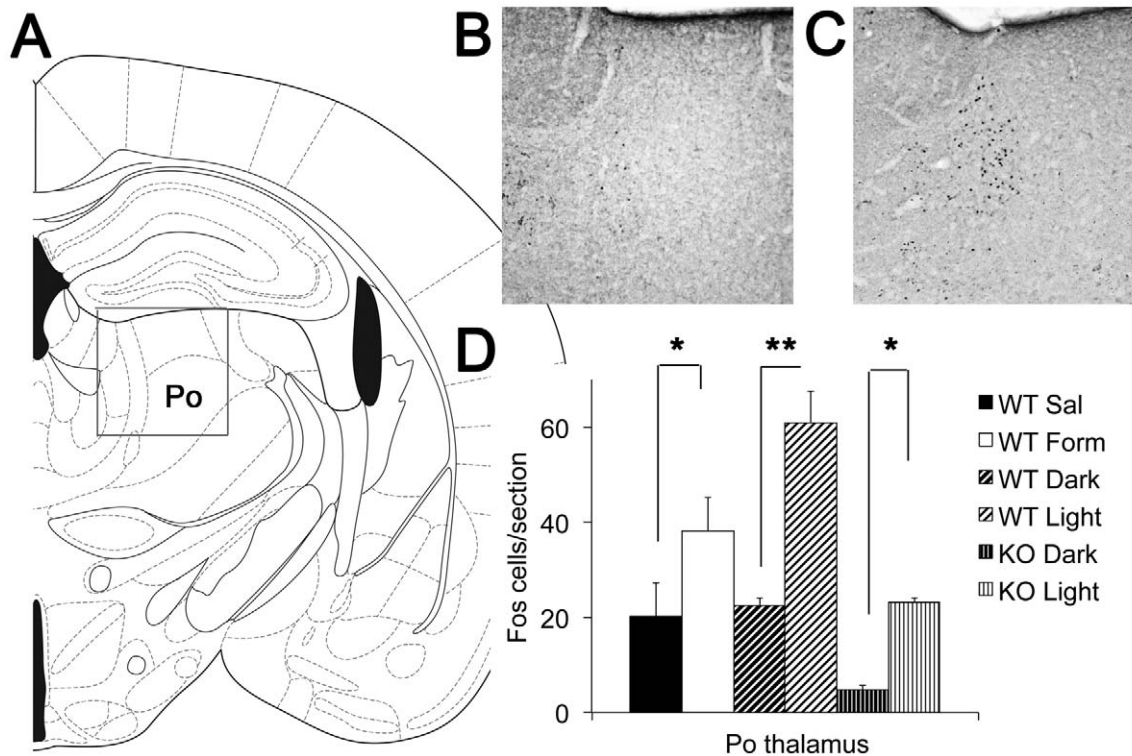 A
B
C
Po
D
* ** *
Fos cells/section
60
40
20
0
Po thalamus
WT Sal
WT Form
WT Dark
WT Light
KO Dark
KO Light